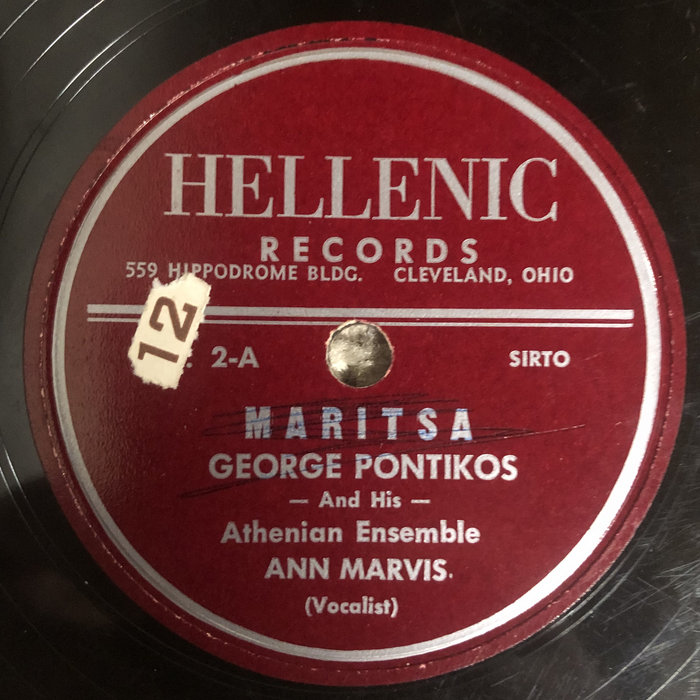 HELLENIC
RECORDS
559 HIPPODROME BLDG. CLEVELAND, OHIO
12
. 2-A SIRTO
MARITSA
GEORGE PONTIKOS
— And His —
Athenian Ensemble
ANN MARVIS.
(Vocalist)